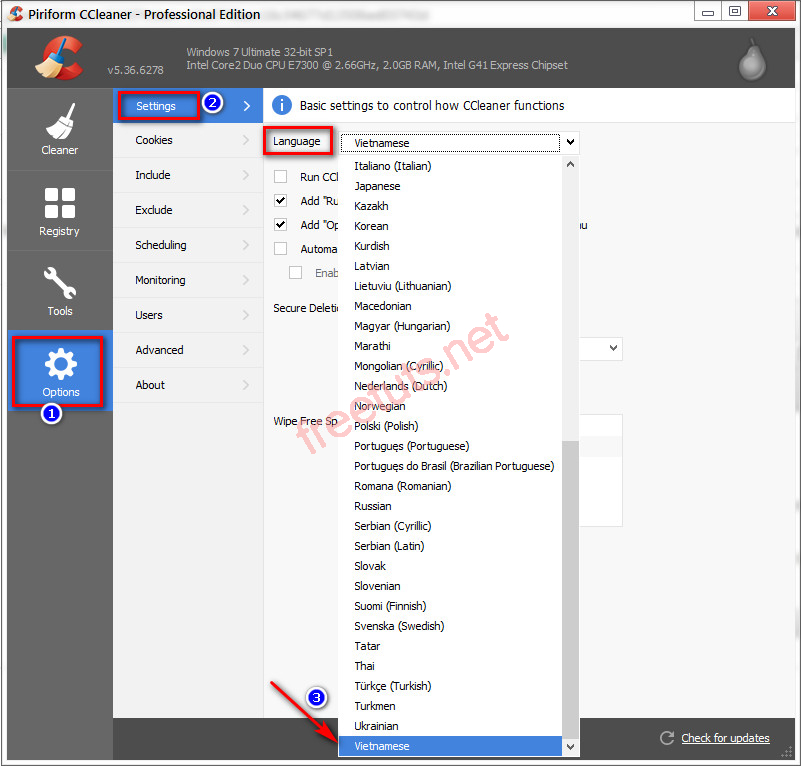 Piriform CCleaner - Professional Edition
v5.36.6278
Windows 7 Ultimate 32-bit SP1
Intel Core2 Duo CPU E7300 @ 2.66GHz, 2.0GB RAM, Intel G41 Express Chipset
Cleaner
Registry
Tools
Options
1
Settings
2
Cookies
Include
Exclude
Scheduling
Monitoring
Users
Advanced
About
Basic settings to control how CCleaner functions
Language
Vietnamese
Run CCl
Add "Ru
Add "Op
u
Automa
Enab
Secure Deletio
Wipe Free Sp
Italiano (Italian)
Japanese
Kazakh
Korean
Kurdish
Latvian
Lietuviu (Lithuanian)
Macedonian
Magyar (Hungarian)
Marathi
Mongolian (Cyrillic)
Nederlands (Dutch)
Norwegian
Polski (Polish)
Portuguęs (Portuguese)
Portuguęs do Brasil (Brazilian Portuguese)
Romana (Romanian)
Russian
Serbian (Cyrillic)
Serbian (Latin)
Slovak
Slovenian
Suomi (Finnish)
Svenska (Swedish)
Tatar
Thai
Türkçe (Turkish)
Turkmen
Ukrainian
Vietnamese
3
freetuts.net
Check for updates